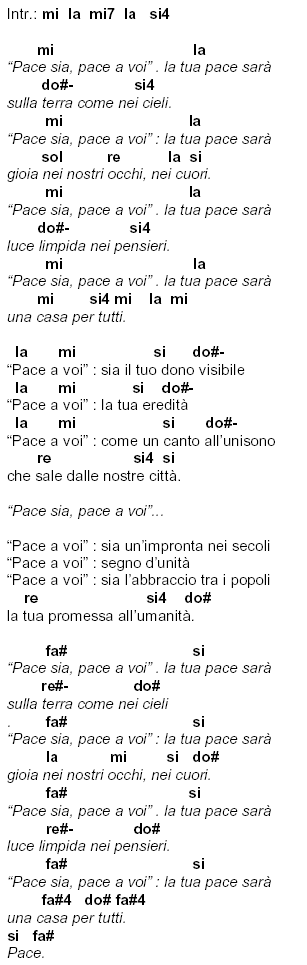 Intr.: mi la mi7 la si4
mi la
“Pace sia, pace a voi” . la tua pace sarà
do#- si4
sulla terra come nei cieli.
mi la
“Pace sia, pace a voi” : la tua pace sarà
sol re la si
gioia nei nostri occhi, nei cuori.
mi la
“Pace sia, pace a voi” . la tua pace sarà
do#- si4
luce limpida nei pensieri.
mi la
“Pace sia, pace a voi” . la tua pace sarà
mi si4 mi la mi
una casa per tutti.
la mi si do#-
“Pace a voi” : sia il tuo dono visibile
la mi si do#-
“Pace a voi” : la tua eredità
la mi si do#-
“Pace a voi” : come un canto all’unisono
re si4 si
che sale dalle nostre città.
“Pace sia, pace a voi”...
“Pace a voi” : sia un’impronta nei secoli
“Pace a voi” : segno d’unità
“Pace a voi” : sia l’abbraccio tra i popoli
re si4 do#
la tua promessa all’umanità.
fa# si
“Pace sia, pace a voi” . la tua pace sarà
re#- do#
sulla terra come nei cieli
. fa# si
“Pace sia, pace a voi” : la tua pace sarà
la mi si do#
gioia nei nostri occhi, nei cuori.
fa# si
“Pace sia, pace a voi” . la tua pace sarà
re#- do#
luce limpida nei pensieri.
fa# si
“Pace sia, pace a voi” : la tua pace sarà
fa#4 do# fa#4
una casa per tutti.
si fa#
Pace.